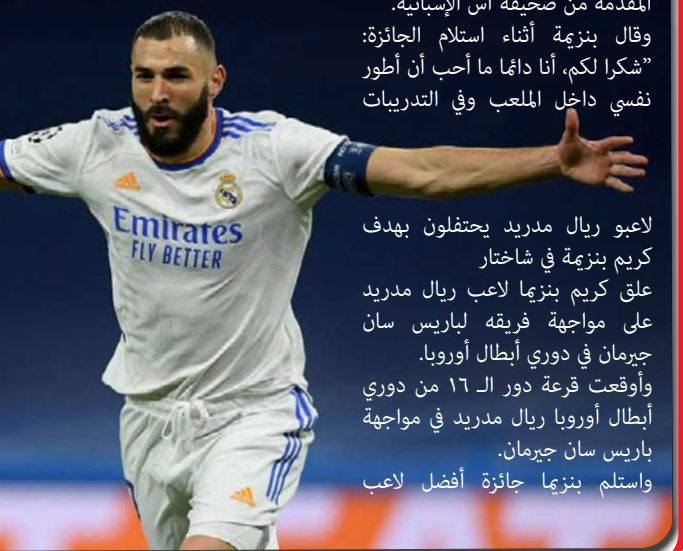 المقدمة من صحيفة آس الإسبانية.
وقال بنزيمة أثناء استلام الجائزة:
”شكرا لكم، أنا دائما ما أحب أن أطور
نفسي داخل الملعب وفي التدريبات
لاعبو ريال مدريد يحتفلون بهدف
كريم بنزيمة في شاختار
علق كريم بنزيما لاعب ريال مدريد
على مواجهة فريقه لباريس سان
جيرمان في دوري أبطال أوروبا.
وأوقعت قرعة دور الـ ١٦ من دوري
أبطال أوروبا ريال مدريد في مواجهة
باريس سان جيرمان.
واستلم بنزيما جائزة أفضل لاعب
Emirates
FLY BETTER